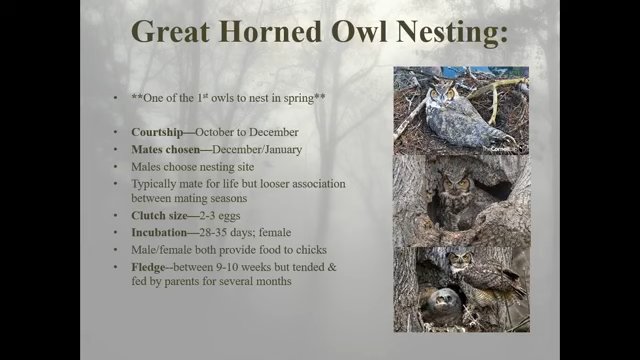 Great Horned Owl Nesting:
**One of the 1st owls to nest in spring**
Courtship—October to December
Mates chosen—December/January
Males choose nesting site
Typically mate for life but looser association
between mating seasons
Clutch size—2-3 eggs
Incubation—28-35 days; female
Male/female both provide food to chicks
Fledge--between 9-10 weeks but tended &
fed by parents for several months